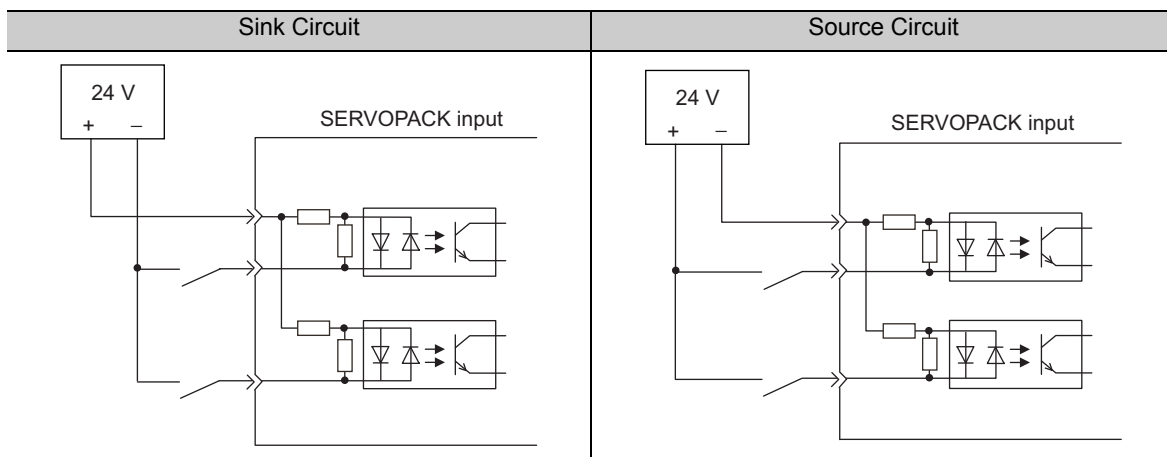 Sink Circuit
Source Circuit
24 V
+ −
SERVOPACK input
24 V
+ −
SERVOPACK input